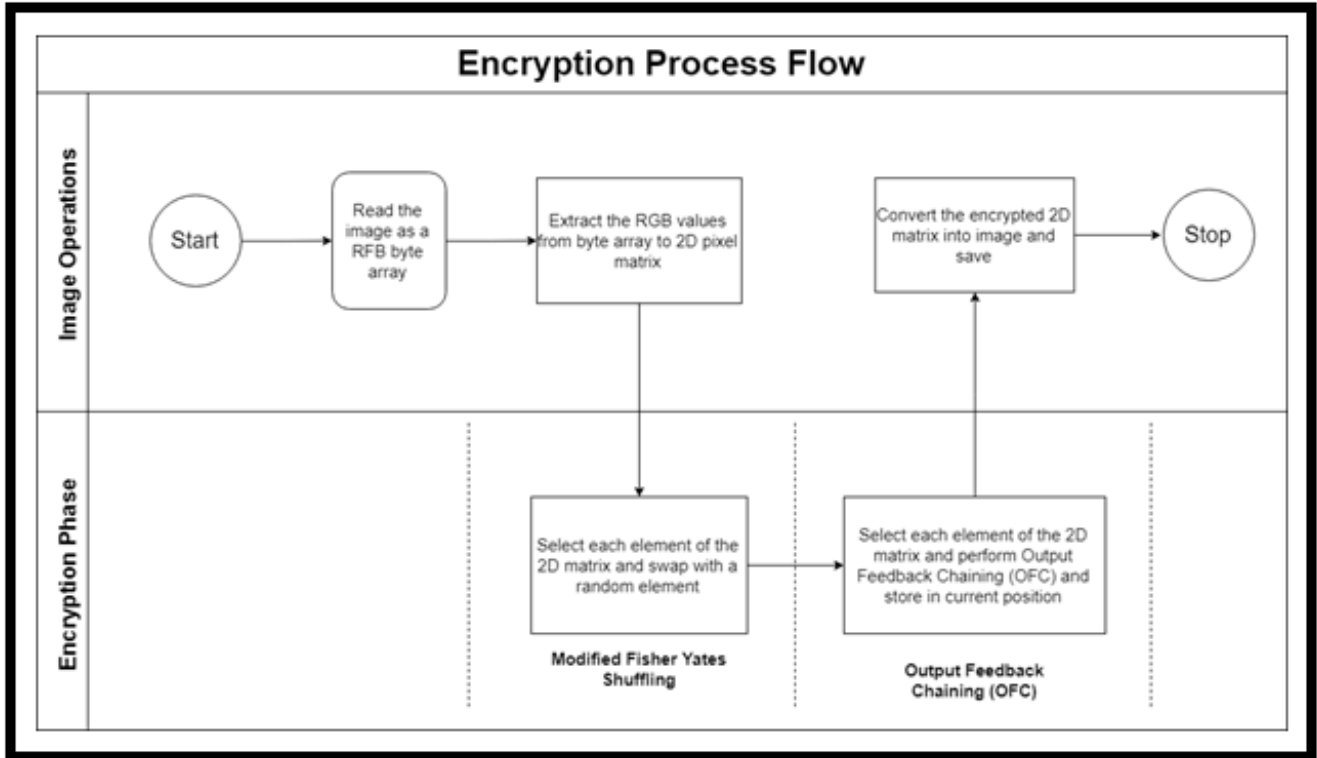 Encryption Process Flow
Image Operations
Start
Read the
image as a
RFB byte
array
Extract the RGB values
from byte array to 2D pixel
matrix
Convert the encrypted 2D
matrix into image and
save
Stop
Encryption Phase
Select each element of the
2D matrix and swap with a
random element
Modified Fisher Yates
Shuffling
Select each element of the 2D
matrix and perform Output
Feedback Chaining (OFC) and
store in current position
Output Feedback
Chaining (OFC)